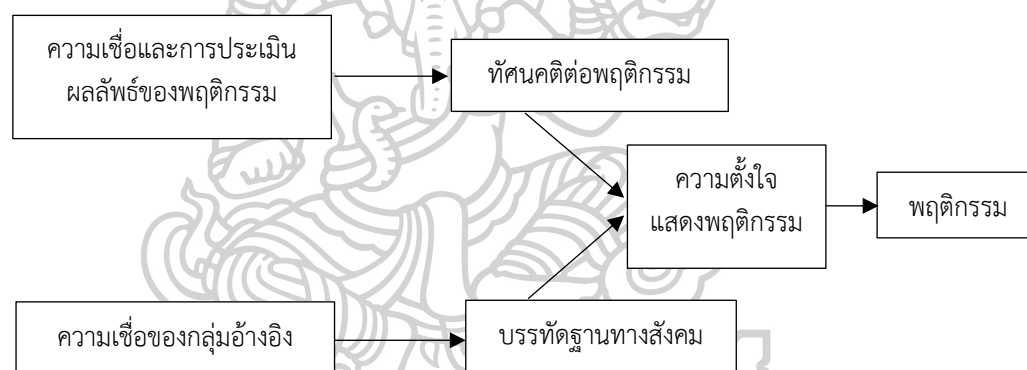 ความเชื่อและการประเมิน
ผลลัพธ์ของพฤติกรรม
ทัศนคติต่อพฤติกรรม
ความตั้งใจ
แสดงพฤติกรรม
พฤติกรรม
ความเชื่อของกลุ่มอ้างอิง
บรรทัดฐานทางสังคม